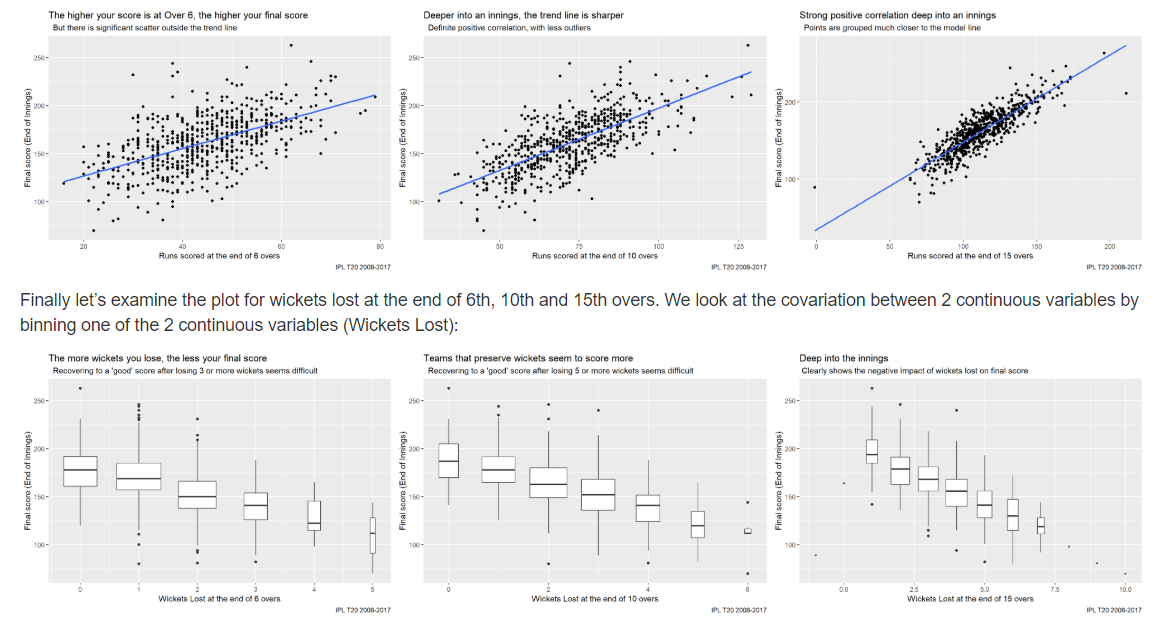 The higher your score is at Over 6, the higher your final score
But there is significant scatter outside the trend line
Final score (End of Innings)
250
200
150
100
20
40
60
80
Runs scored at the end of 6 overs
IPL T20 2008-2017
Deeper into an innings, the trend line is sharper
Definite positive correlation, with less outliers
Final score (End of Innings)
250
200
150
100
50
75
100
125
Runs scored at the end of 10 overs
IPL T20 2008-2017
Strong positive correlation deep into an innings
Points are grouped much closer to the model line
Final score (End of Innings)
200
100
0
50
100
150
200
Runs scored at the end of 15 overs
IPL T20 2008-2017
Finally let's examine the plot for wickets lost at the end of 6th, 10th and 15th overs. We look at the covariation between 2 continuous variables by
binning one of the 2 continuous variables (Wickets Lost):
The more wickets you lose, the less your final score
Recovering to a 'good' score after losing 3 or more wickets seems difficult
Final score (End of Innings)
250
200
150
100
0
1
2
3
4
5
Wickets Lost at the end of 6 overs
IPL T20 2008-2017
Teams that preserve wickets seem to score more
Recovering to a 'good' score after losing 5 or more wickets seems difficult
Final score (End of Innings)
250
200
150
100
0
2
4
6
Wickets Lost at the end of 10 overs
IPL T20 2008-2017
Deep into the innings
Clearly shows the negative impact of wickets lost on final score
Final score (End of Innings)
250
200
150
100
0.0
2.5
5.0
7.5
10.0
Wickets Lost at the end of 15 overs
IPL T20 2008-2017